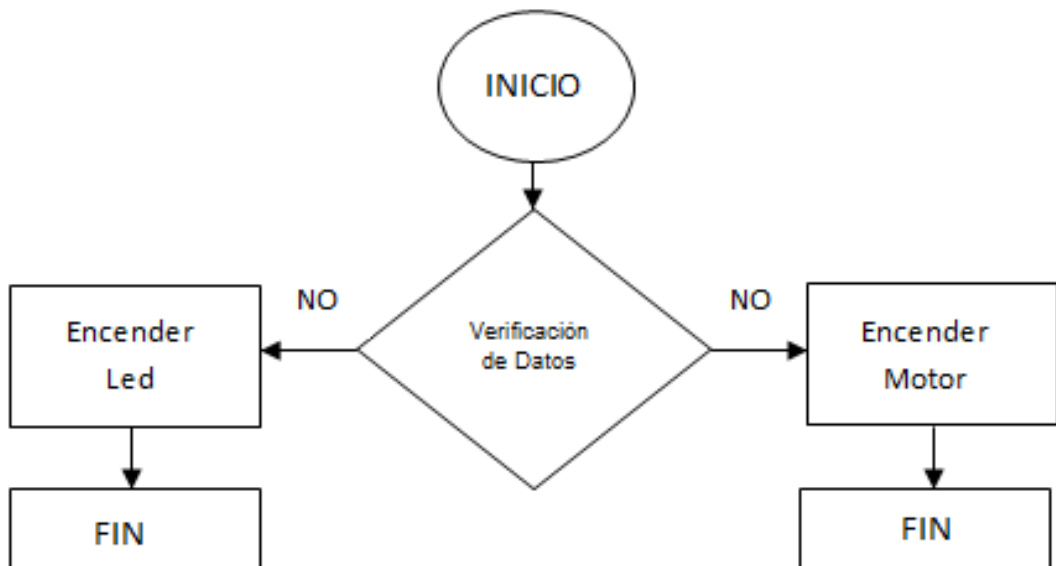 INICIO
NO
NO
Encender
Led
Verificación
de Datos
Encender
Motor
FIN
FIN